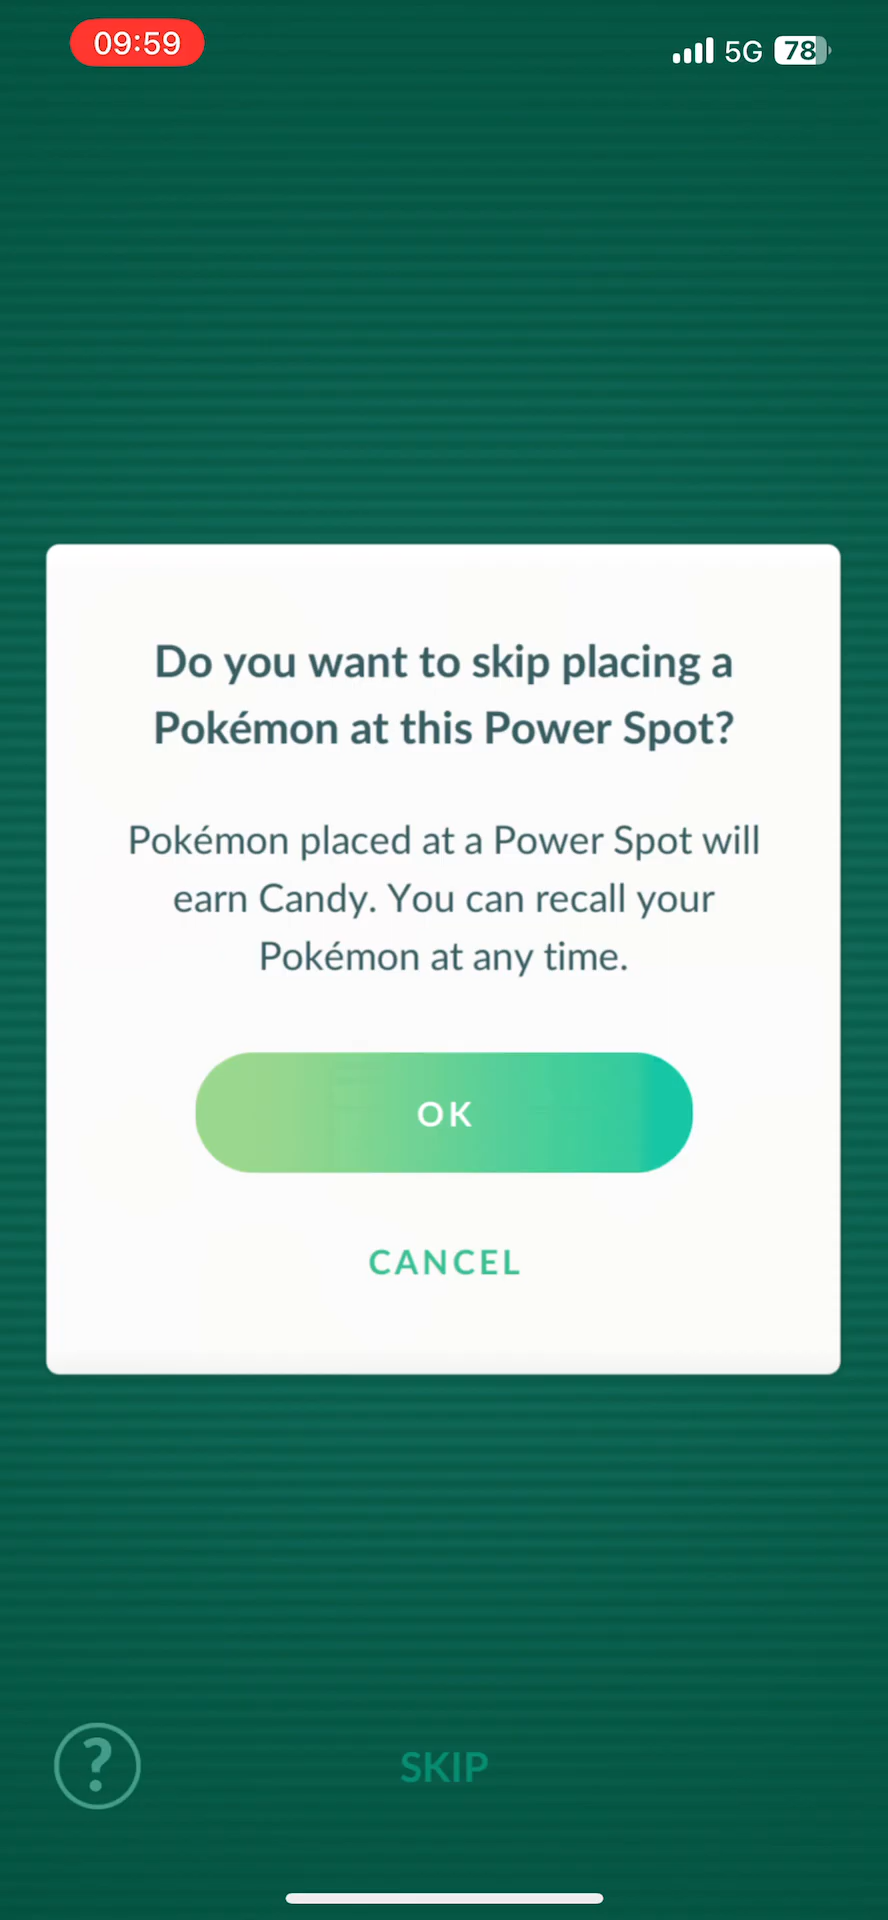 09:59
5G 78
Do you want to skip placing a
Pokémon at this Power Spot?
Pokémon placed at a Power Spot will
earn Candy. You can recall your
Pokémon at any time.
OK
CANCEL
?
SKIP